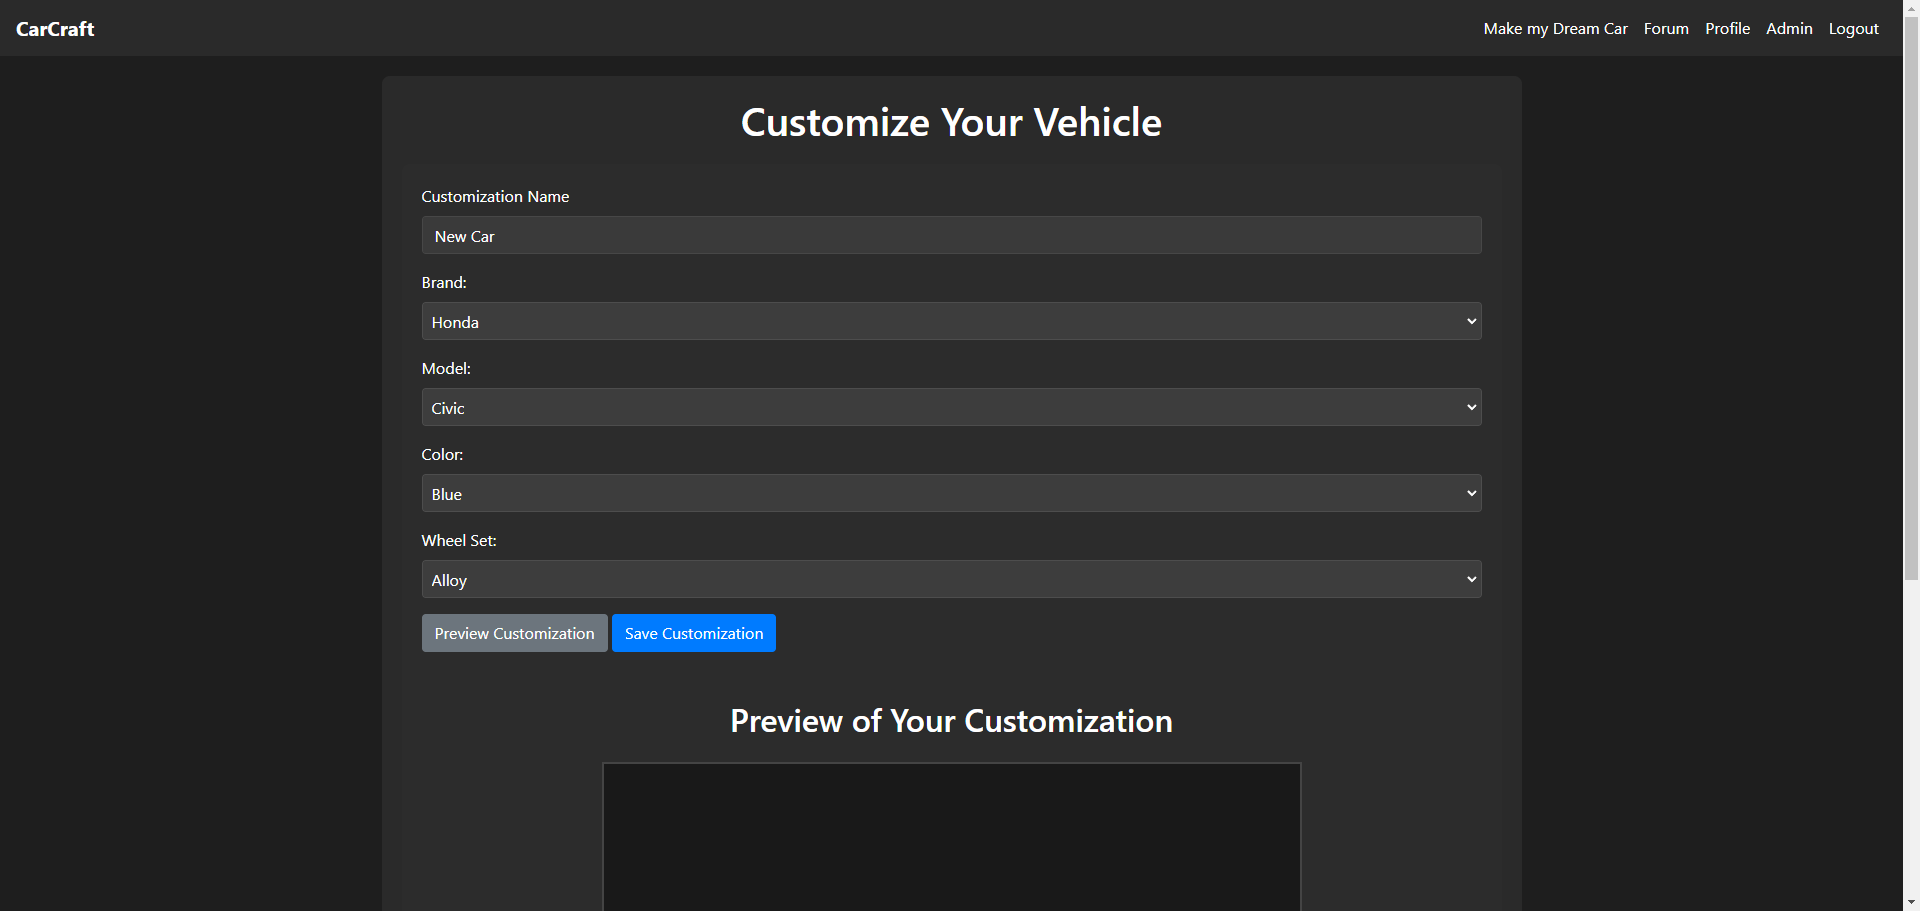 CarCraft
Make my Dream Car Forum Profile Admin Logout
Customize Your Vehicle
Customization Name
New Car
Brand:
Honda
Model:
Civic
Color:
Blue
Wheel Set:
Alloy
Preview Customization Save Customization
Preview of Your Customization